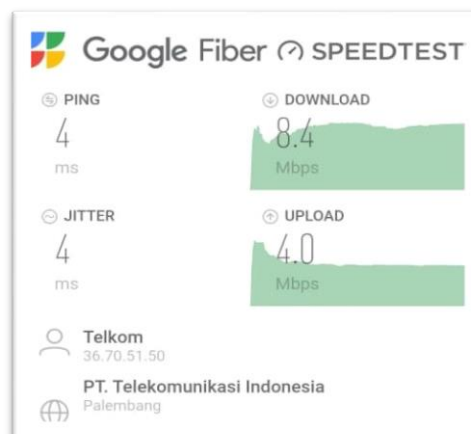 Google Fiber SPEEDTEST
PING
4
ms
DOWNLOAD
8.4
Mbps
JITTER
4
ms
UPLOAD
4.0
Mbps
Telkom
36.70.51.50
PT. Telekomunikasi Indonesia
Palembang